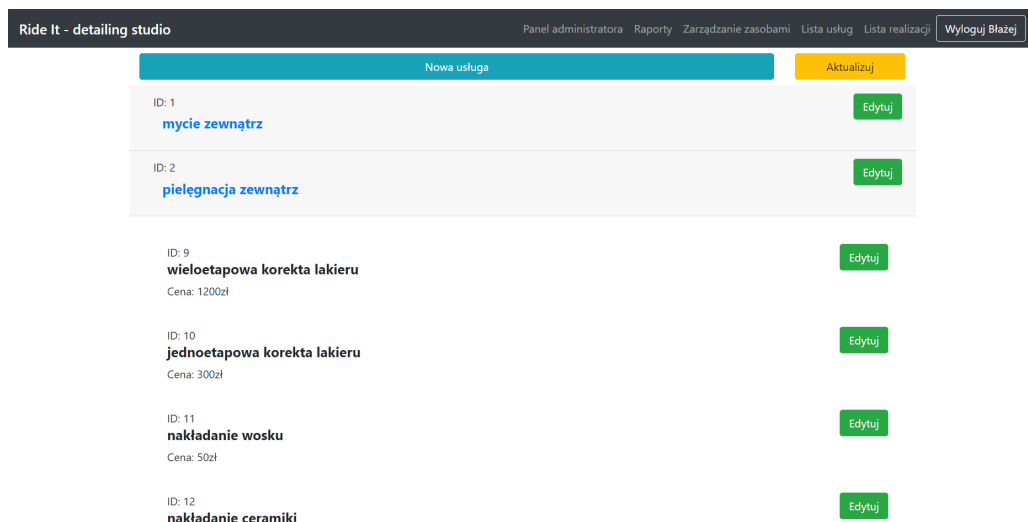 Ride It - detailing studio
Panel administratora Raporty Zarządzanie zasobami Lista usług Lista realizacji Wyloguj Błażej
Nowa usługa Aktualizuj
ID: 1
mycie zewnątrz
Edytuj
ID: 2
pielęgnacja zewnątrz
Edytuj
ID: 9
wieloetapowa korekta lakieru
Cena: 1200zł
Edytuj
ID: 10
jednoetapowa korekta lakieru
Cena: 300zł
Edytuj
ID: 11
nakładanie wosku
Cena: 50zł
Edytuj
ID: 12
nakładanie ceramiki
Edytuj